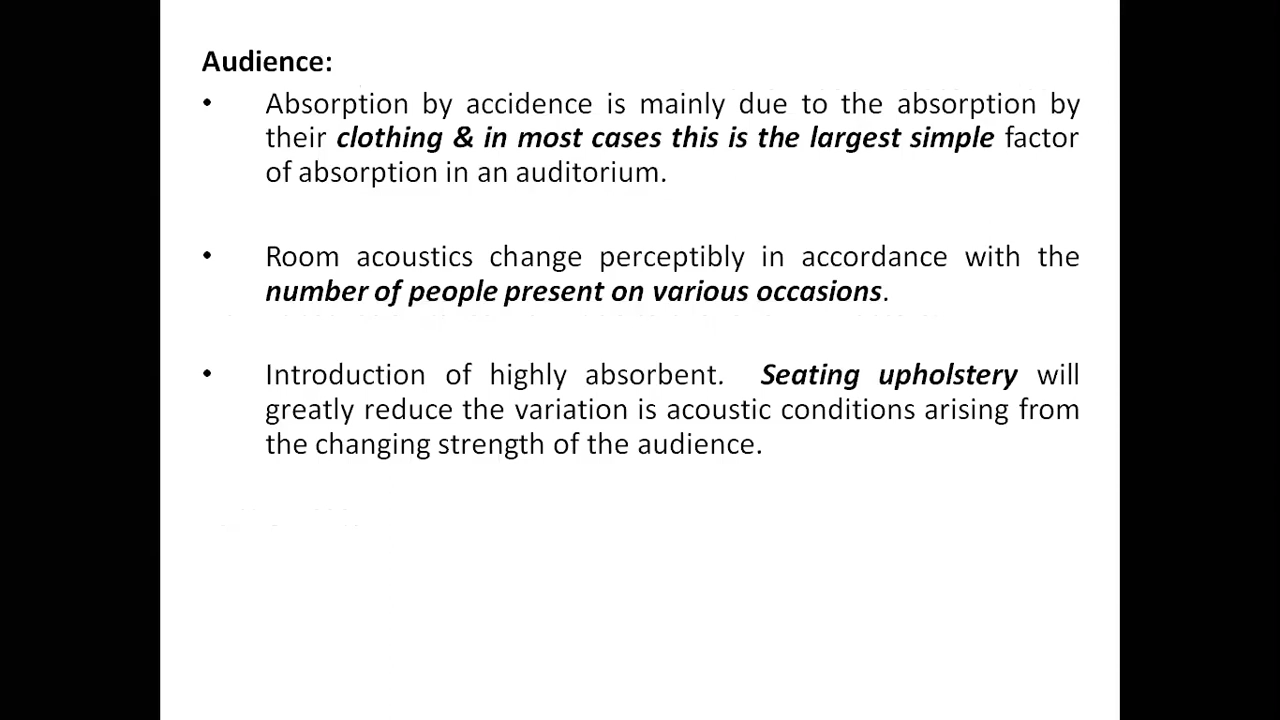 Audience:
• Absorption by accidence is mainly due to the absorption by
their clothing & in most cases this is the largest simple factor
of absorption in an auditorium.
• Room acoustics change perceptibly in accordance with the
number of people present on various occasions.
• Introduction of highly absorbent. Seating upholstery will
greatly reduce the variation is acoustic conditions arising from
the changing strength of the audience.